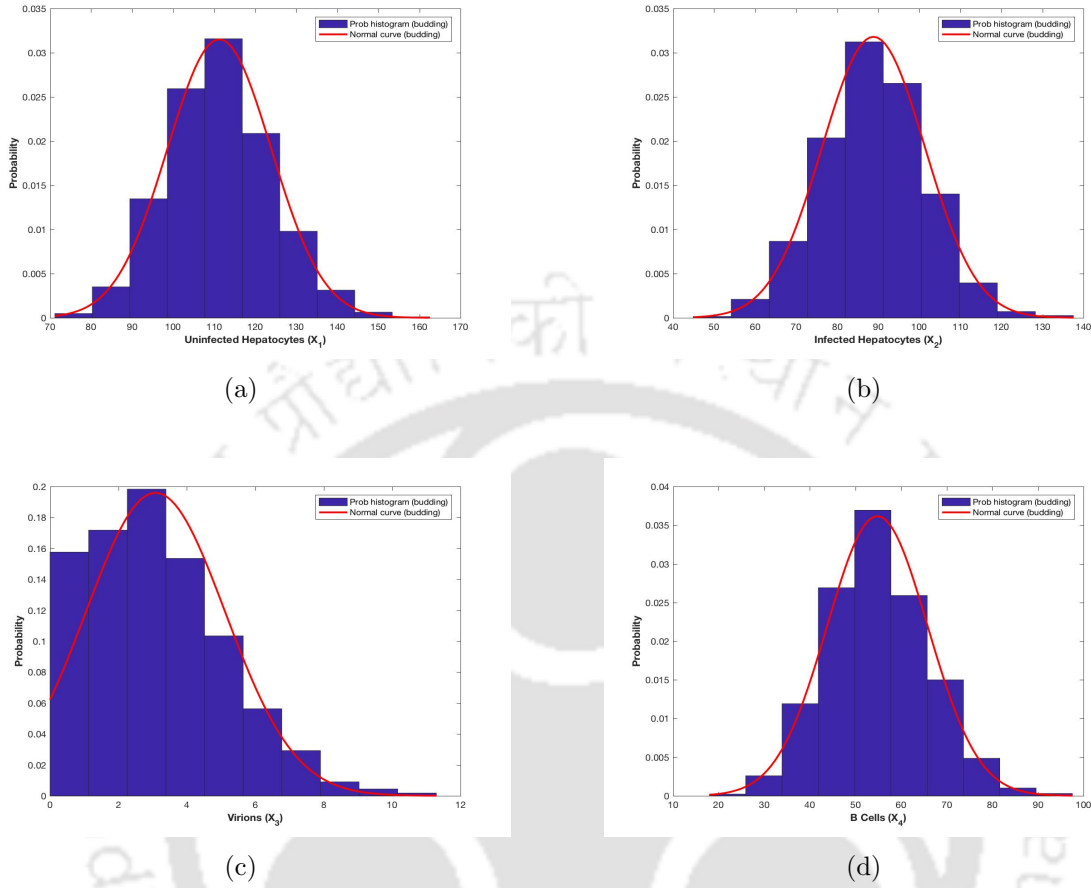 0.035
0.03
0.025
0.02
0.015
0.01
0.005
0
Probability
70 80 90 100 110 120 130 140 150 160 170
Uninfected Hepatocytes (X₁)
Prob histogram (budding)
Normal curve (budding)
(a)
0.035
0.03
0.025
0.02
0.015
0.01
0.005
0
Probability
40 50 60 70 80 90 100 110 120 130 140
Infected Hepatocytes (X₂)
Prob histogram (budding)
Normal curve (budding)
(b)
0.2
0.18
0.16
0.14
0.12
0.1
0.08
0.06
0.04
0.02
0
Probability
0 2 4 6 8 10 12
Virions (X₃)
Prob histogram (budding)
Normal curve (budding)
(c)
0.04
0.035
0.03
0.025
0.02
0.015
0.01
0.005
0
Probability
10 20 30 40 50 60 70 80 90 100
B Cells (X₄)
Prob histogram (budding)
Normal curve (budding)
(d)